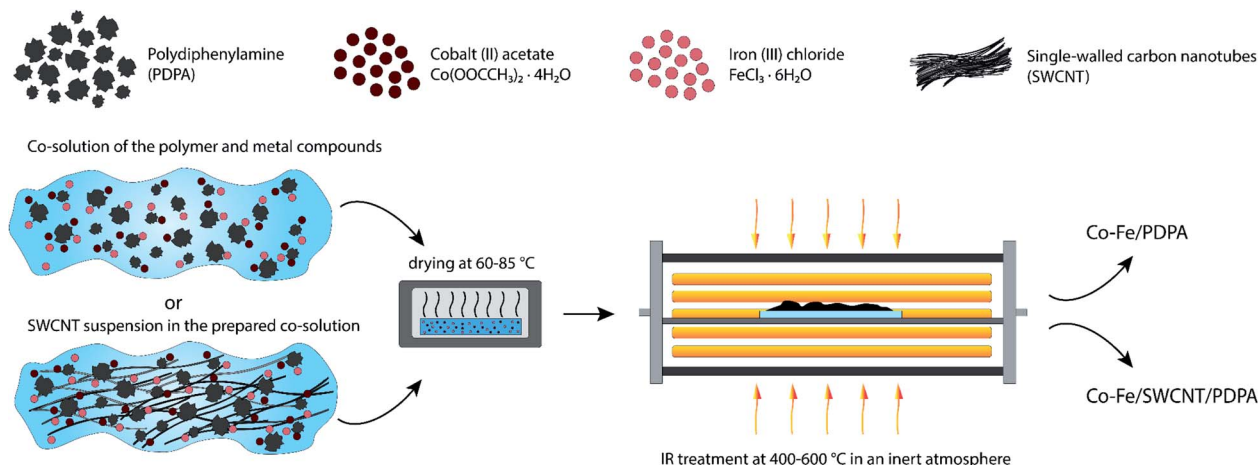 Polydiphenylamine
(PDPA)
Cobalt (II) acetate
Co(OOCCH₃)₂ · 4H₂O
Iron (III) chloride
FeCl₃ · 6H₂O
Single-walled carbon nanotubes
(SWCNT)
Co-solution of the polymer and metal compounds
or
SWCNT suspension in the prepared co-solution
drying at 60-85 °C
IR treatment at 400-600 °C in an inert atmosphere
Co-Fe/PDPA
Co-Fe/SWCNT/PDPA